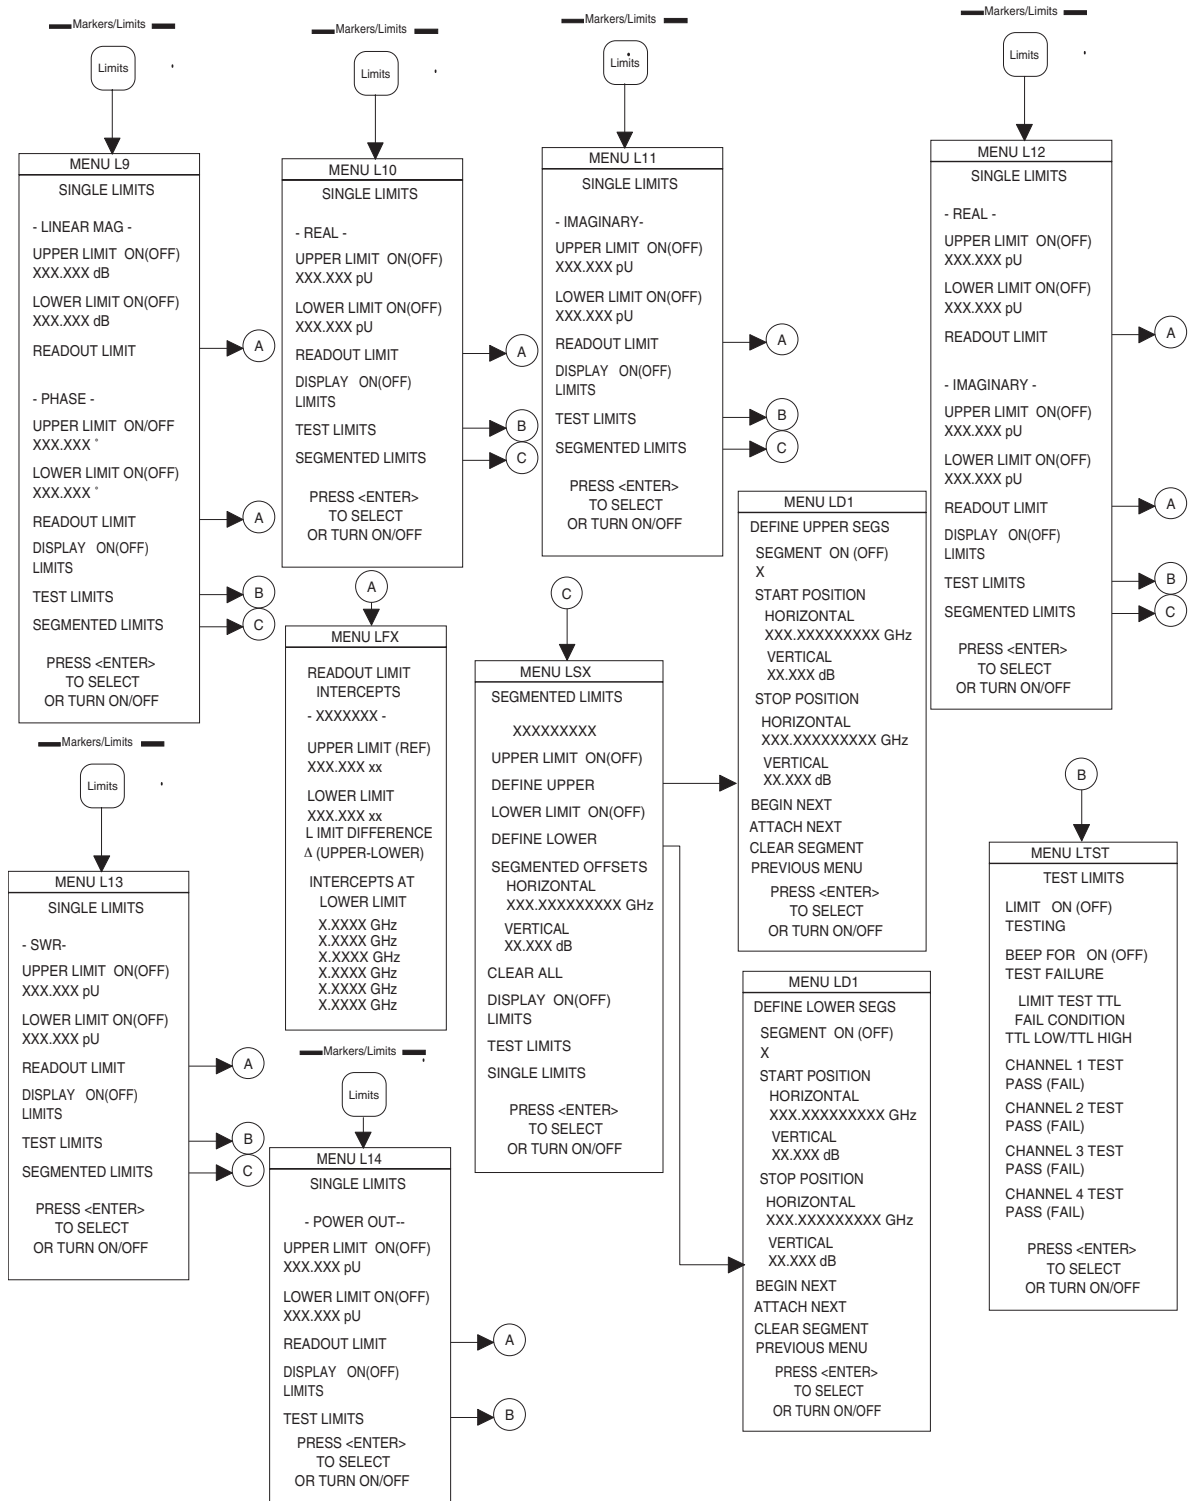 Markers/Limits
Limits
MENU L9
SINGLE LIMITS
- LINEAR MAG -
UPPER LIMIT ON(OFF)
XXX.XXX dB
LOWER LIMIT ON(OFF)
XXX.XXX dB
READOUT LIMIT
A
- PHASE -
UPPER LIMIT ON/OFF
XXX.XXX °
LOWER LIMIT ON(OFF)
XXX.XXX °
READOUT LIMIT
A
DISPLAY ON(OFF)
LIMITS
TEST LIMITS
B
SEGMENTED LIMITS
C
PRESS <ENTER>
TO SELECT
OR TURN ON/OFF
Markers/Limits
Limits
MENU L10
SINGLE LIMITS
- REAL -
UPPER LIMIT ON(OFF)
XXX.XXX pU
LOWER LIMIT ON(OFF)
XXX.XXX pU
READOUT LIMIT
A
DISPLAY ON(OFF)
LIMITS
TEST LIMITS
B
SEGMENTED LIMITS
C
PRESS <ENTER>
TO SELECT
OR TURN ON/OFF
Markers/Limits
Limits
MENU L11
SINGLE LIMITS
- IMAGINARY-
UPPER LIMIT ON(OFF)
XXX.XXX pU
LOWER LIMIT ON(OFF)
XXX.XXX pU
READOUT LIMIT
A
DISPLAY ON(OFF)
LIMITS
TEST LIMITS
B
SEGMENTED LIMITS
C
PRESS <ENTER>
TO SELECT
OR TURN ON/OFF
Markers/Limits
Limits
MENU L12
SINGLE LIMITS
- REAL -
UPPER LIMIT ON(OFF)
XXX.XXX pU
LOWER LIMIT ON(OFF)
XXX.XXX pU
READOUT LIMIT
A
- IMAGINARY -
UPPER LIMIT ON(OFF)
XXX.XXX pU
LOWER LIMIT ON(OFF)
XXX.XXX pU
READOUT LIMIT
A
DISPLAY ON(OFF)
LIMITS
TEST LIMITS
B
SEGMENTED LIMITS
C
PRESS <ENTER>
TO SELECT
OR TURN ON/OFF
A
MENU LFX
READOUT LIMIT
INTERCEPTS
- XXXXXXX -
UPPER LIMIT (REF)
XXX.XXX xx
LOWER LIMIT
XXX.XXX xx
L IMIT DIFFERENCE
Δ (UPPER-LOWER)
INTERCEPTS AT
LOWER LIMIT
X.XXXX GHz
X.XXXX GHz
X.XXXX GHz
X.XXXX GHz
X.XXXX GHz
X.XXXX GHz
C
MENU LSX
SEGMENTED LIMITS
XXXXXXXXX
UPPER LIMIT ON(OFF)
DEFINE UPPER
LOWER LIMIT ON(OFF)
DEFINE LOWER
SEGMENTED OFFSETS
HORIZONTAL
XXX.XXXXXXXXX GHz
VERTICAL
XX.XXX dB
CLEAR ALL
DISPLAY ON(OFF)
LIMITS
TEST LIMITS
SINGLE LIMITS
PRESS <ENTER>
TO SELECT
OR TURN ON/OFF
MENU LD1
DEFINE UPPER SEGS
SEGMENT ON (OFF)
X
START POSITION
HORIZONTAL
XXX.XXXXXXXXX GHz
VERTICAL
XX.XXX dB
STOP POSITION
HORIZONTAL
XXX.XXXXXXXXX GHz
VERTICAL
XX.XXX dB
BEGIN NEXT
ATTACH NEXT
CLEAR SEGMENT
PREVIOUS MENU
PRESS <ENTER>
TO SELECT
OR TURN ON/OFF
Markers/Limits
Limits
MENU L13
SINGLE LIMITS
- SWR-
UPPER LIMIT ON(OFF)
XXX.XXX pU
LOWER LIMIT ON(OFF)
XXX.XXX pU
READOUT LIMIT
A
DISPLAY ON(OFF)
LIMITS
TEST LIMITS
B
SEGMENTED LIMITS
C
PRESS <ENTER>
TO SELECT
OR TURN ON/OFF
Markers/Limits
Limits
MENU L14
SINGLE LIMITS
- POWER OUT--
UPPER LIMIT ON(OFF)
XXX.XXX pU
LOWER LIMIT ON(OFF)
XXX.XXX pU
READOUT LIMIT
A
DISPLAY ON(OFF)
LIMITS
TEST LIMITS
B
PRESS <ENTER>
TO SELECT
OR TURN ON/OFF
MENU LD1
DEFINE LOWER SEGS
SEGMENT ON (OFF)
X
START POSITION
HORIZONTAL
XXX.XXXXXXXXX GHz
VERTICAL
XX.XXX dB
STOP POSITION
HORIZONTAL
XXX.XXXXXXXXX GHz
VERTICAL
XX.XXX dB
BEGIN NEXT
ATTACH NEXT
CLEAR SEGMENT
PREVIOUS MENU
PRESS <ENTER>
TO SELECT
OR TURN ON/OFF
B
MENU LTST
TEST LIMITS
LIMIT ON (OFF)
TESTING
BEEP FOR ON (OFF)
TEST FAILURE
LIMIT TEST TTL
FAIL CONDITION
TTL LOW/TTL HIGH
CHANNEL 1 TEST
PASS (FAIL)
CHANNEL 2 TEST
PASS (FAIL)
CHANNEL 3 TEST
PASS (FAIL)
CHANNEL 4 TEST
PASS (FAIL)
PRESS <ENTER>
TO SELECT
OR TURN ON/OFF